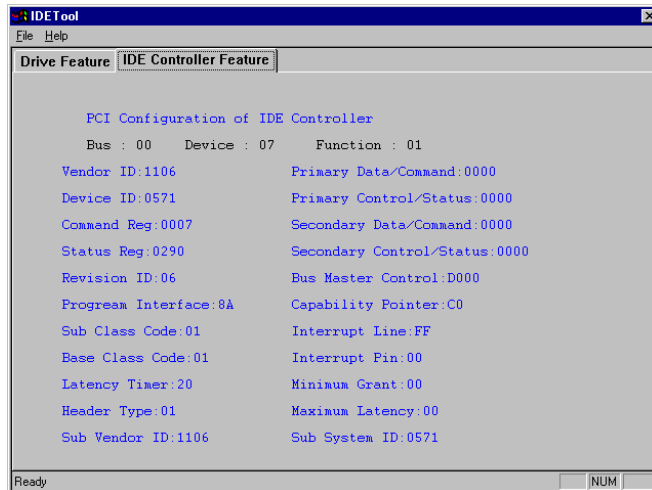 IDETool
File Help
Drive Feature IDE Controller Feature
PCI Configuration of IDE Controller
Bus : 00 Device : 07 Function : 01
Vendor ID:1106 Primary Data/Command:0000
Device ID:0571 Primary Control/Status:0000
Command Reg:0007 Secondary Data/Command:0000
Status Reg:0290 Secondary Control/Status:0000
Revision ID:06 Bus Master Control:D000
Progream Interface:8A Capability Pointer:C0
Sub Class Code:01 Interrupt Line:FF
Base Class Code:01 Interrupt Pin:00
Latency Timer:20 Minimum Grant:00
Header Type:01 Maximum Latency:00
Sub Vendor ID:1106 Sub System ID:0571
Ready NUM